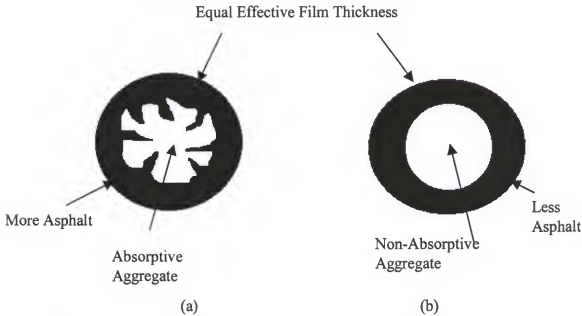 Equal Effective Film Thickness
More Asphalt
Absorptive
Aggregate
(a)
Non-Absorptive
Aggregate
Less
Asphalt
(b)